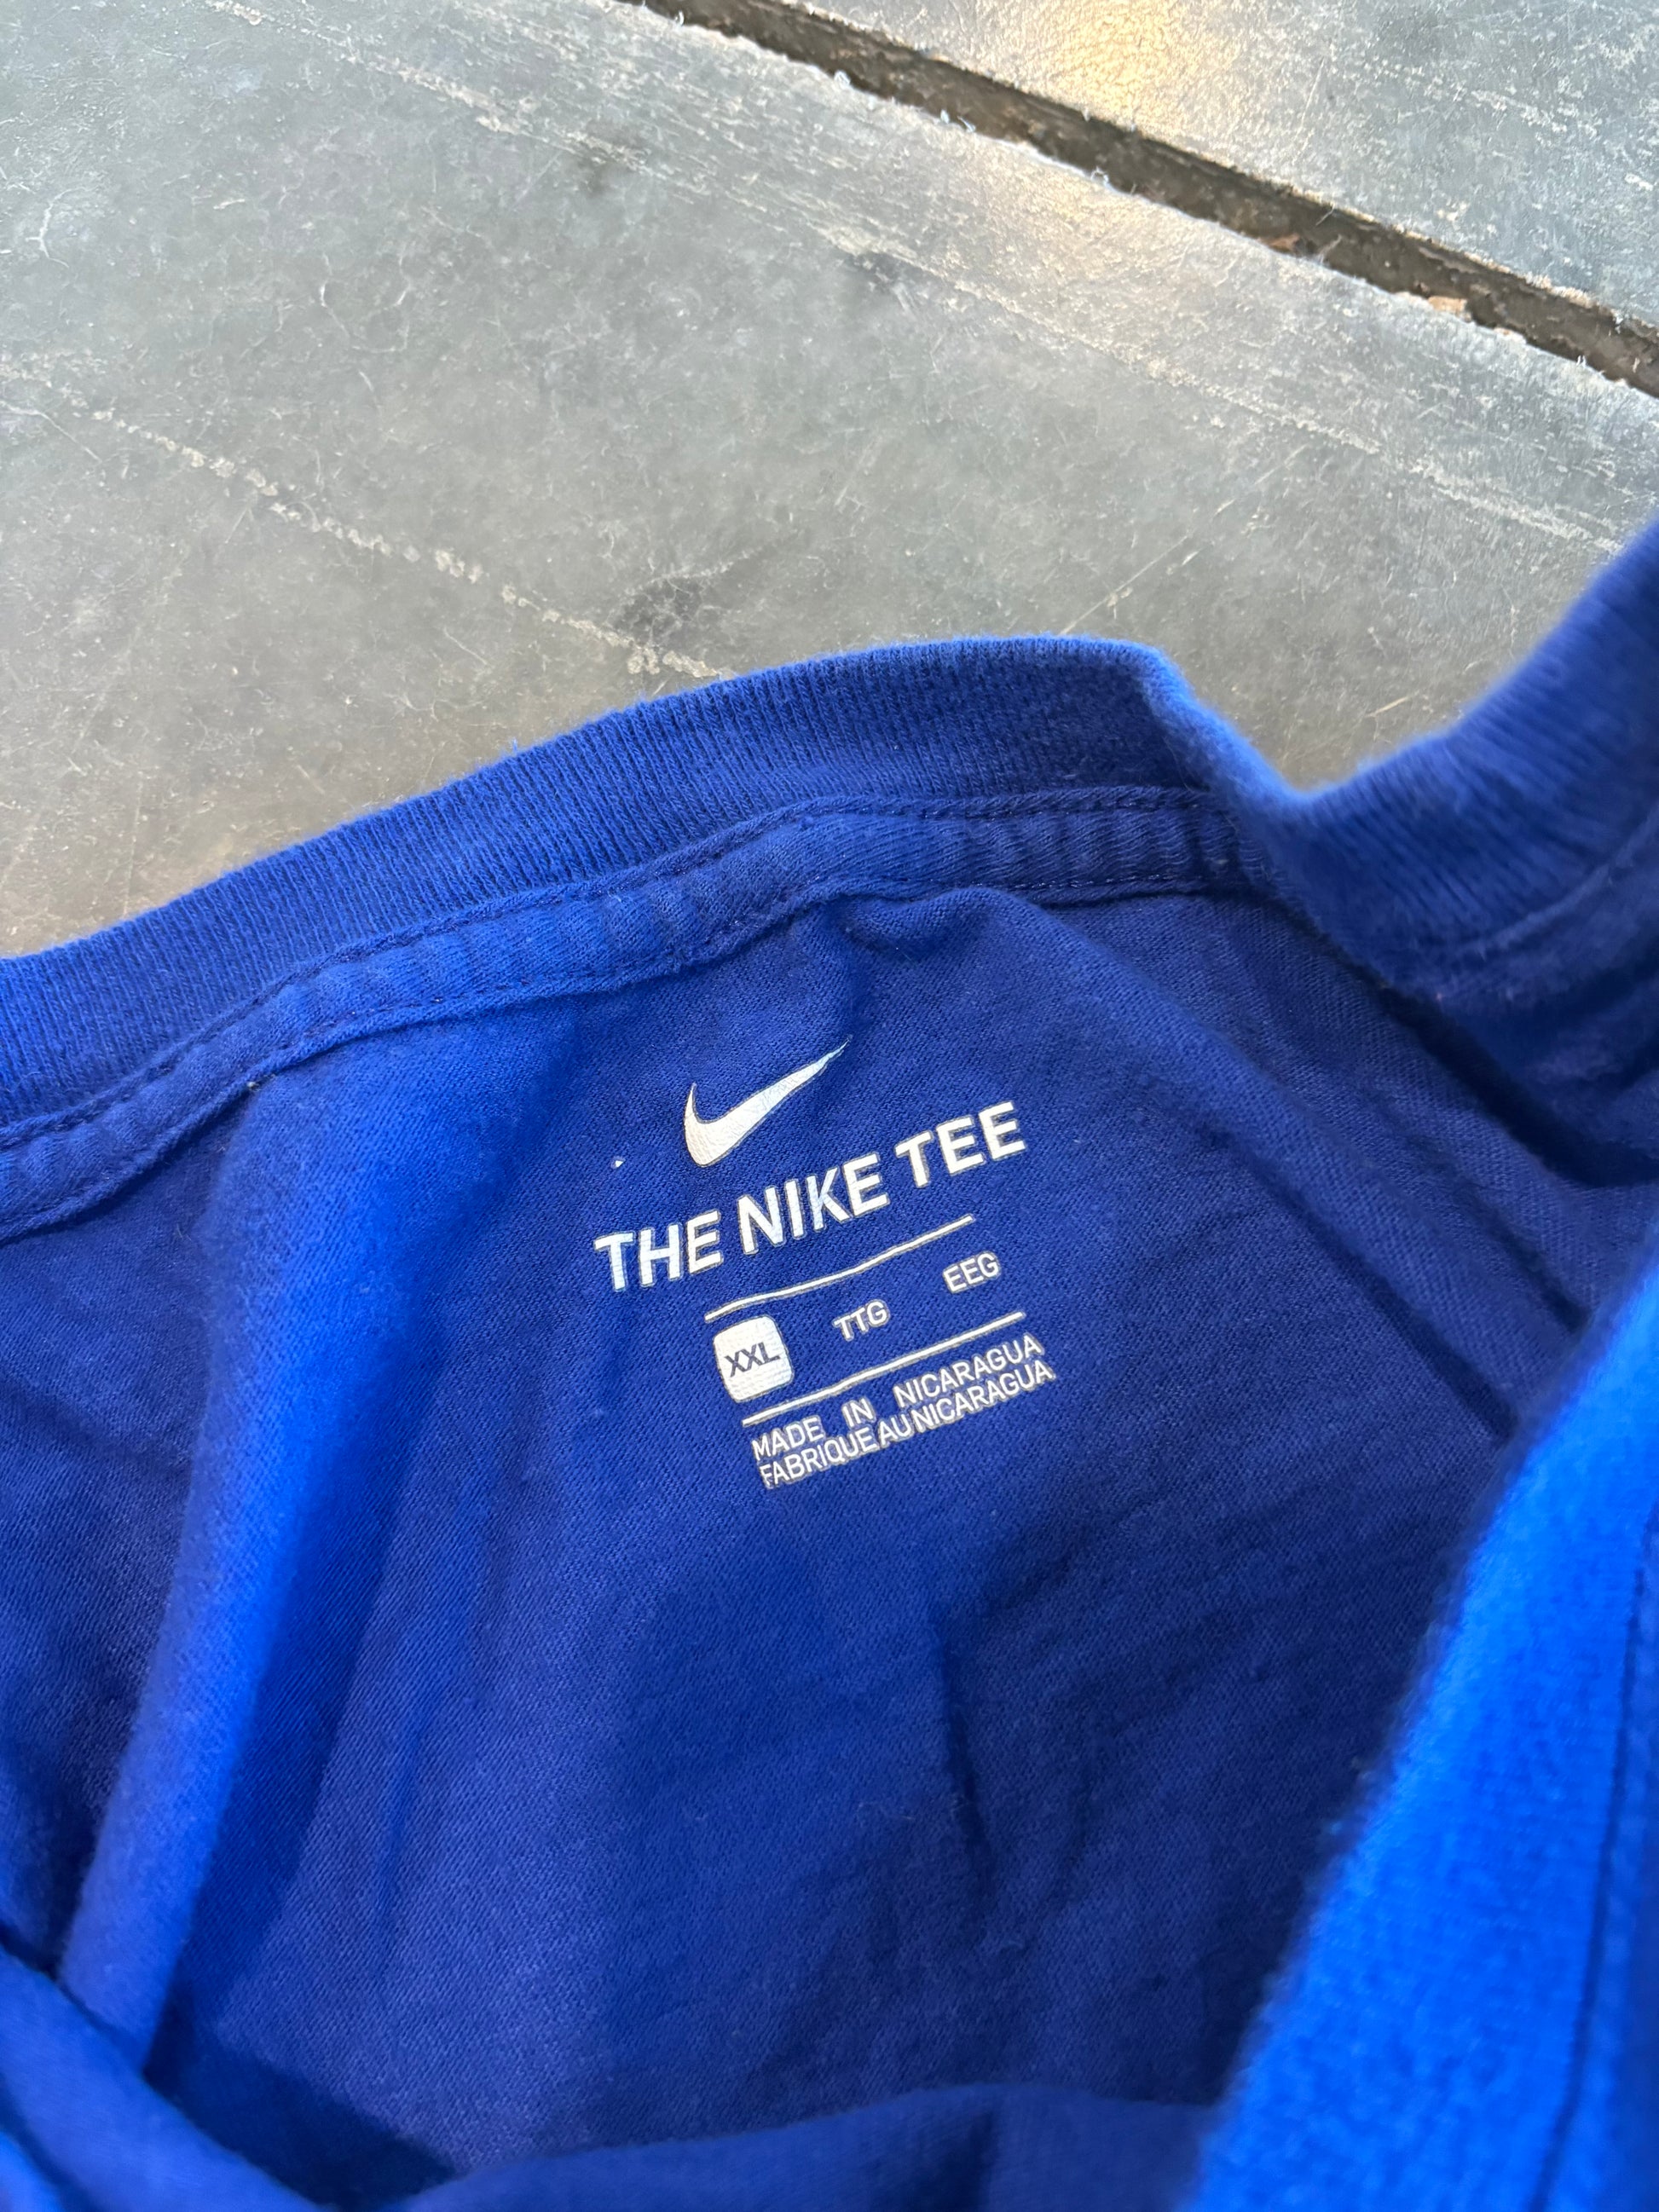 THE NIKE TEE
XXL TTG EEG
MADE IN NICARAGUA
FABRIQUE AU NICARAGUA